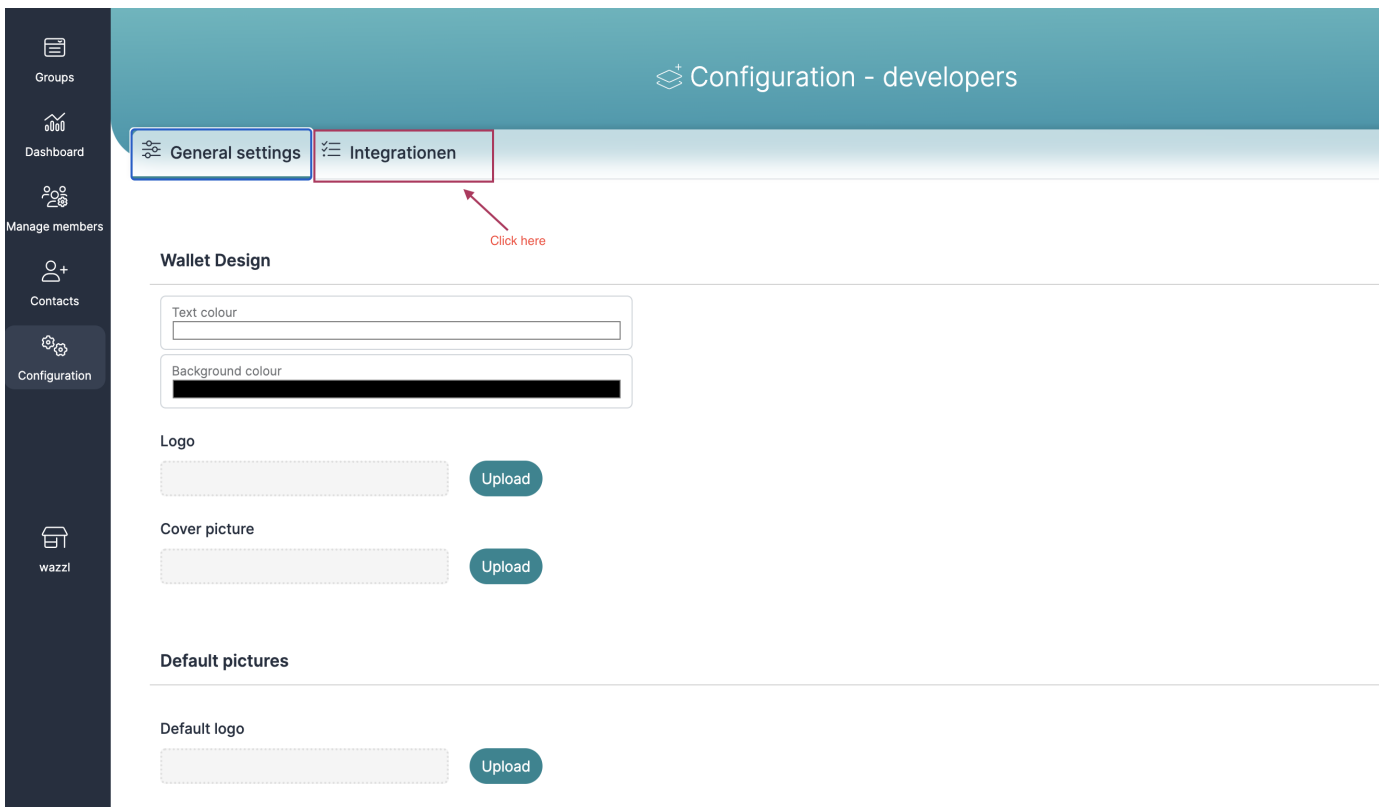 Groups
Dashboard
Manage members
Contacts
Configuration
wazzl
Configuration - developers
General settings
Integrationen
Click here
Wallet Design
Text colour
Background colour
Logo
Upload
Cover picture
Upload
Default pictures
Default logo
Upload